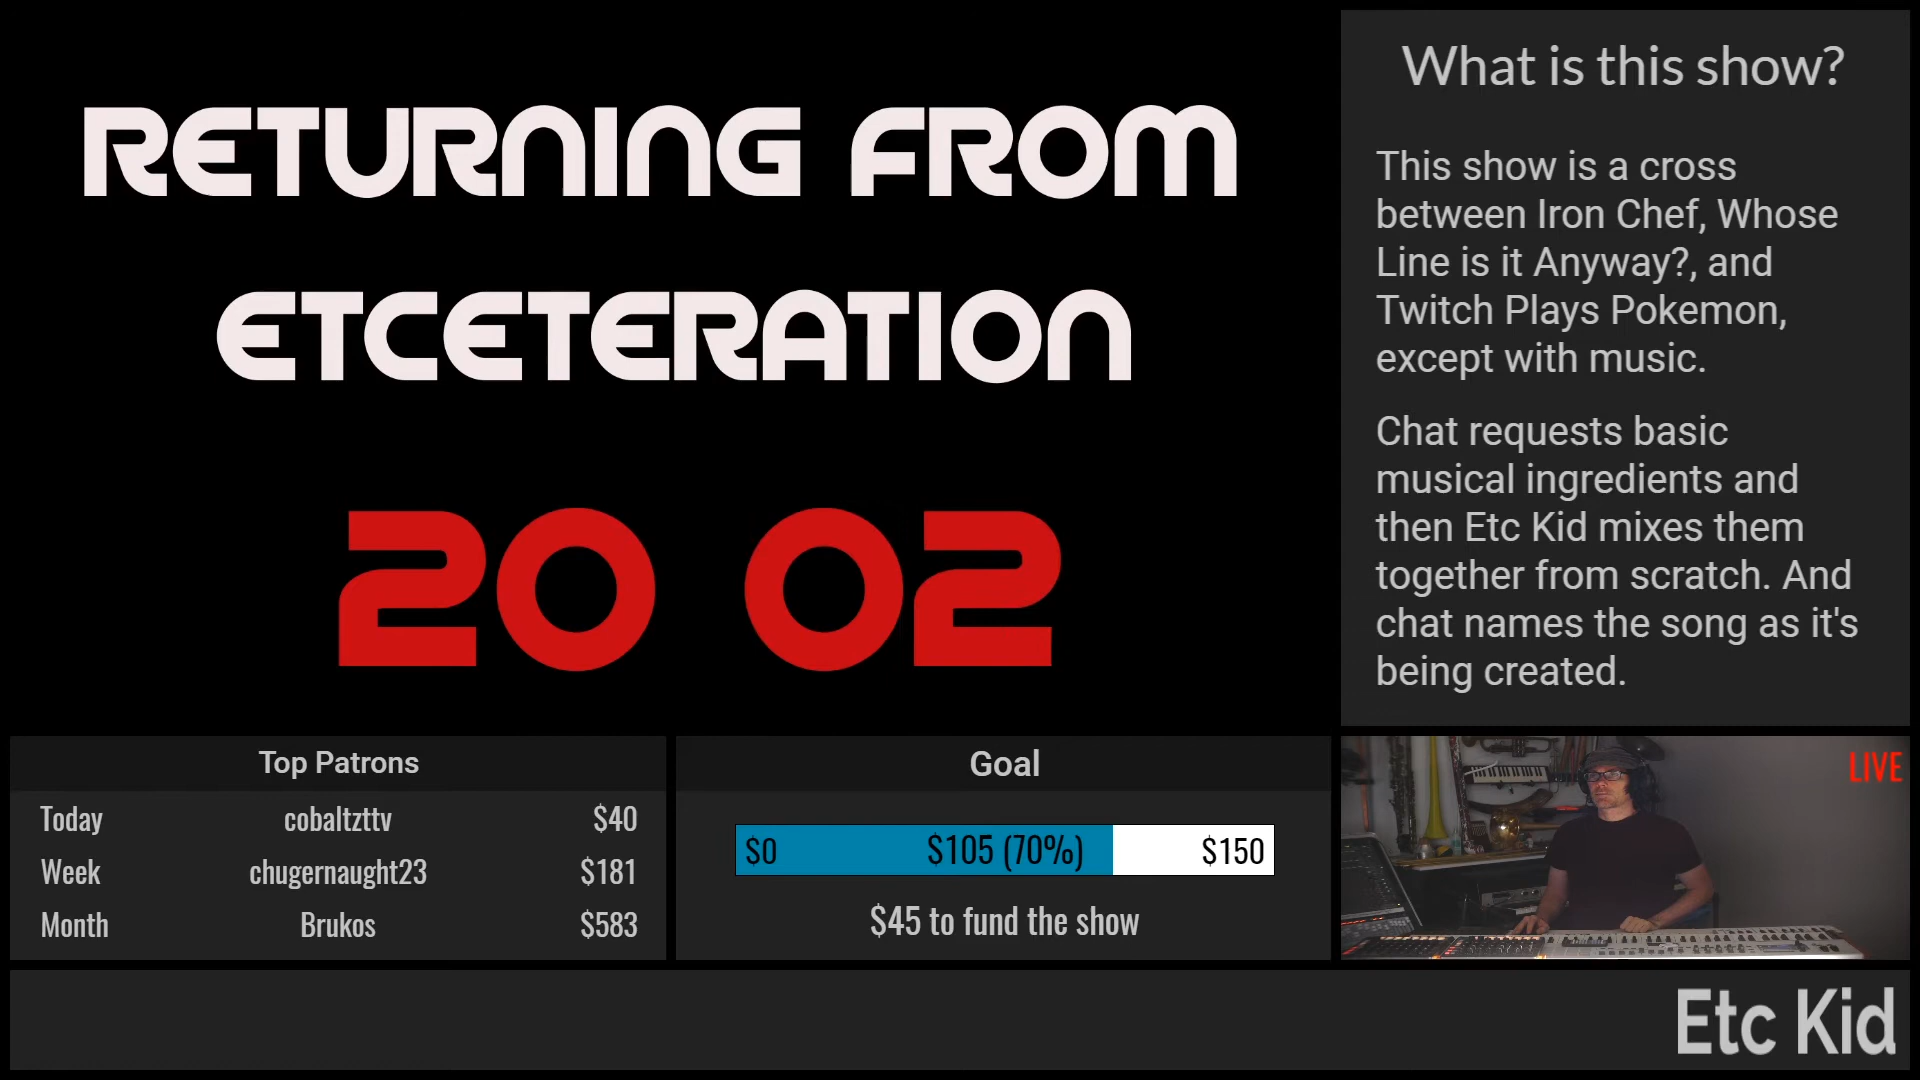 RETURNING FROM
ETCETERATION
20 02
What is this show?
This show is a cross
between Iron Chef, Whose
Line is it Anyway?, and
Twitch Plays Pokemon,
except with music.
Chat requests basic
musical ingredients and
then Etc Kid mixes them
together from scratch. And
chat names the song as it's
being created.
Top Patrons
Today cobaltzttv $40
Week chugernaught23 $181
Month Brukos $583
Goal
$0 $105 (70%) $150
$45 to fund the show
LIVE
Etc Kid